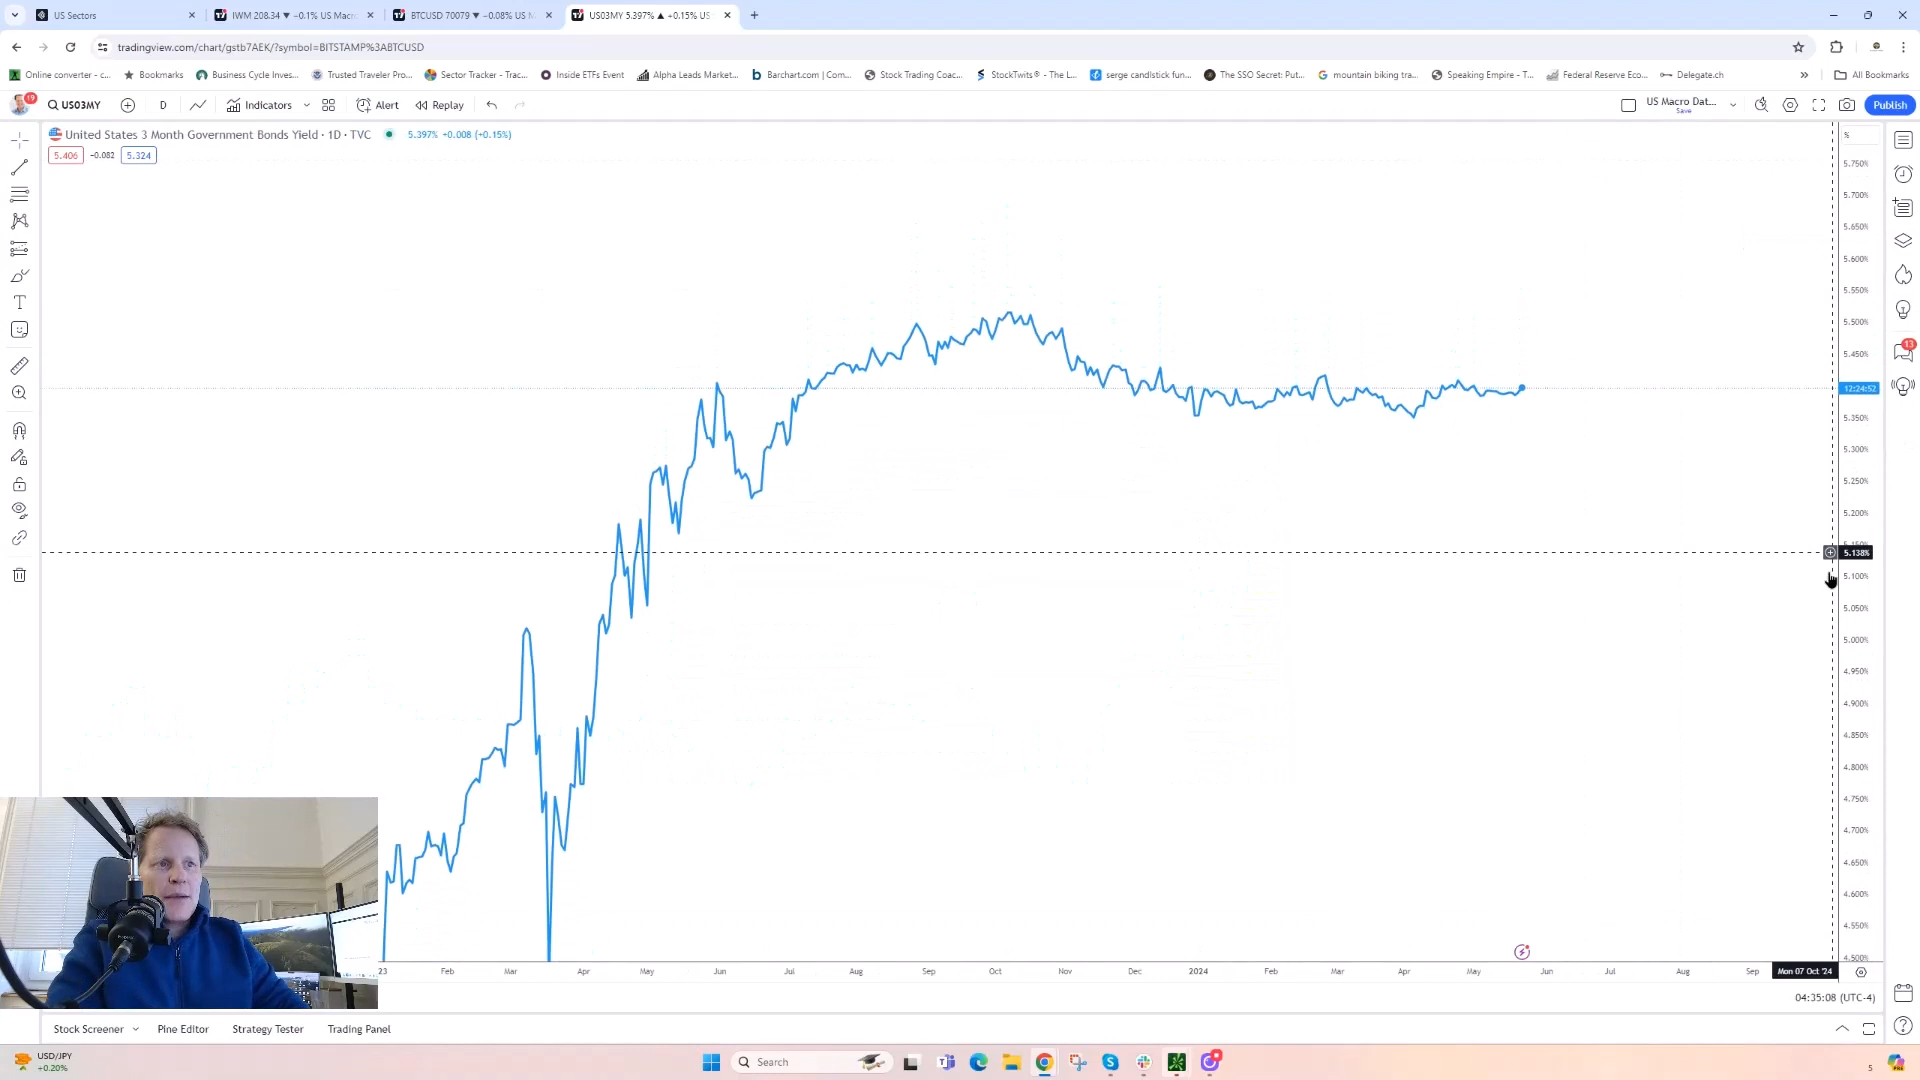 US Sectors
IWM 208.34 ▼ −0.1% US Macro
BTCUSD 70079 ▼ −0.08% US M
US03MY 5.397% ▲ +0.15% US
tradingview.com/chart/gstb7AEK/?symbol=BITSTAMP%3ABTCUSD
Online converter - c...
Bookmarks
Business Cycle Inves...
Trusted Traveler Pro...
Sector Tracker - Trac...
Inside ETFs Event
Alpha Leads Market...
Barchart.com | Com...
Stock Trading Coac...
StockTwits® - The L...
serge candlstick fun...
The SSO Secret: Put...
mountain biking tra...
Speaking Empire - T...
Federal Reserve Eco...
Delegate.ch
»
All Bookmarks
19
US03MY
D
Indicators
Alert
Replay
US Macro Dat...
Save
Publish
United States 3 Month Government Bonds Yield · 1D · TVC
5.397% +0.008 (+0.15%)
5.406
−0.082
5.324
%
5.750%
5.700%
5.650%
5.600%
5.550%
5.500%
5.450%
12:24:52
5.350%
5.300%
5.250%
5.200%
5.150%
5.138%
5.100%
5.050%
5.000%
4.950%
4.900%
4.850%
4.800%
4.750%
4.700%
4.650%
4.600%
4.550%
4.500%
13
23
Feb
Mar
Apr
May
Jun
Jul
Aug
Sep
Oct
Nov
Dec
2024
Feb
Mar
Apr
May
Jun
Jul
Aug
Sep
Mon 07 Oct '24
04:35:08 (UTC-4)
Stock Screener
Pine Editor
Strategy Tester
Trading Panel
USD/JPY
+0.20%
Search
5